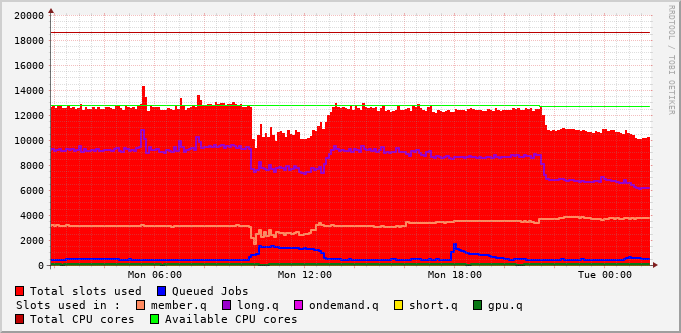 20000
18000
16000
14000
12000
10000
8000
6000
4000
2000
0
Mon 06:00 Mon 12:00 Mon 18:00 Tue 00:00
RRDTOOL / TOBI OETIKER
Total slots used Queued Jobs
Slots used in : member.q long.q ondemand.q short.q gpu.q
Total CPU cores Available CPU cores